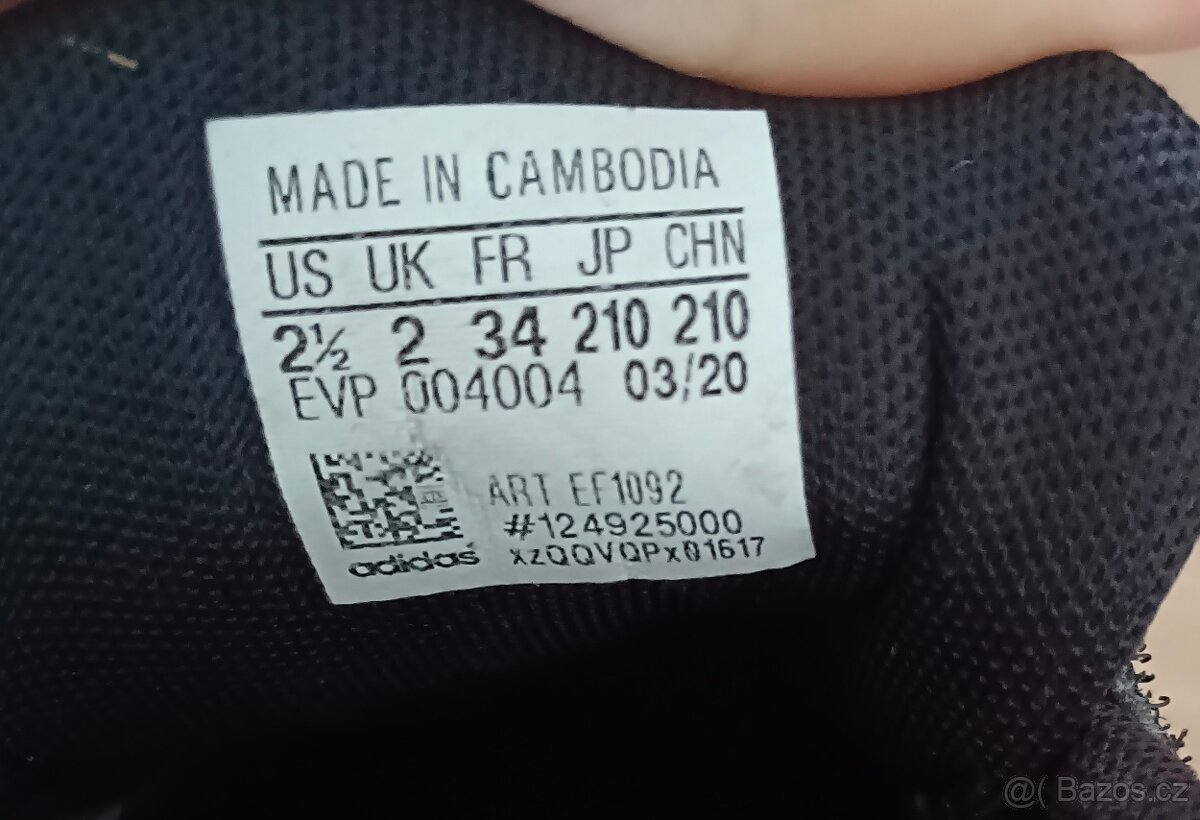 MADE IN CAMBODIA
US UK FR JP CHN
2½ 2 34 210 210
EVP 004004 03/20
ART EF1092
#124925000
adidas xzQQVQPx01617
@( Bazos.cz